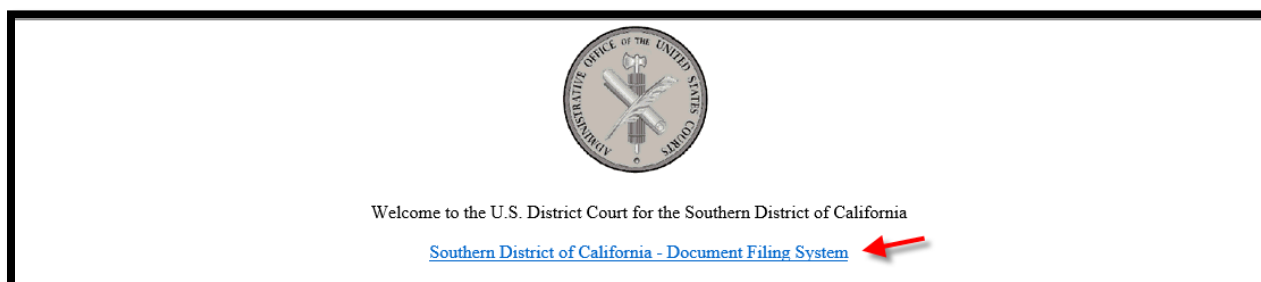 ADMINISTRATIVE OFFICE OF THE UNITED STATES COURTS
Welcome to the U.S. District Court for the Southern District of California
Southern District of California - Document Filing System